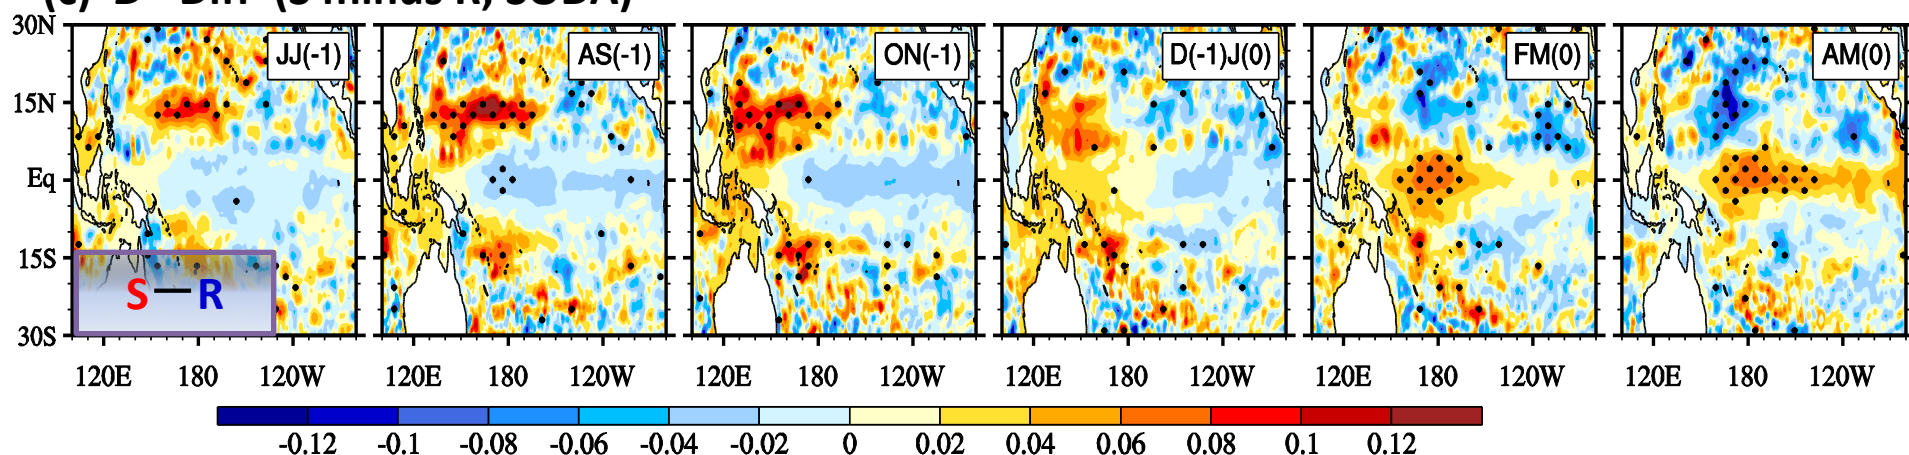 (S minus R, SODA)
30N
15N
Eq
15S
30S
JJ(-1)
AS(-1)
ON(-1)
D(-1)J(0)
FM(0)
AM(0)
S — R
120E 180 120W 120E 180 120W 120E 180 120W 120E 180 120W 120E 180 120W 120E 180 120W
-0.12 -0.1 -0.08 -0.06 -0.04 -0.02 0 0.02 0.04 0.06 0.08 0.1 0.12